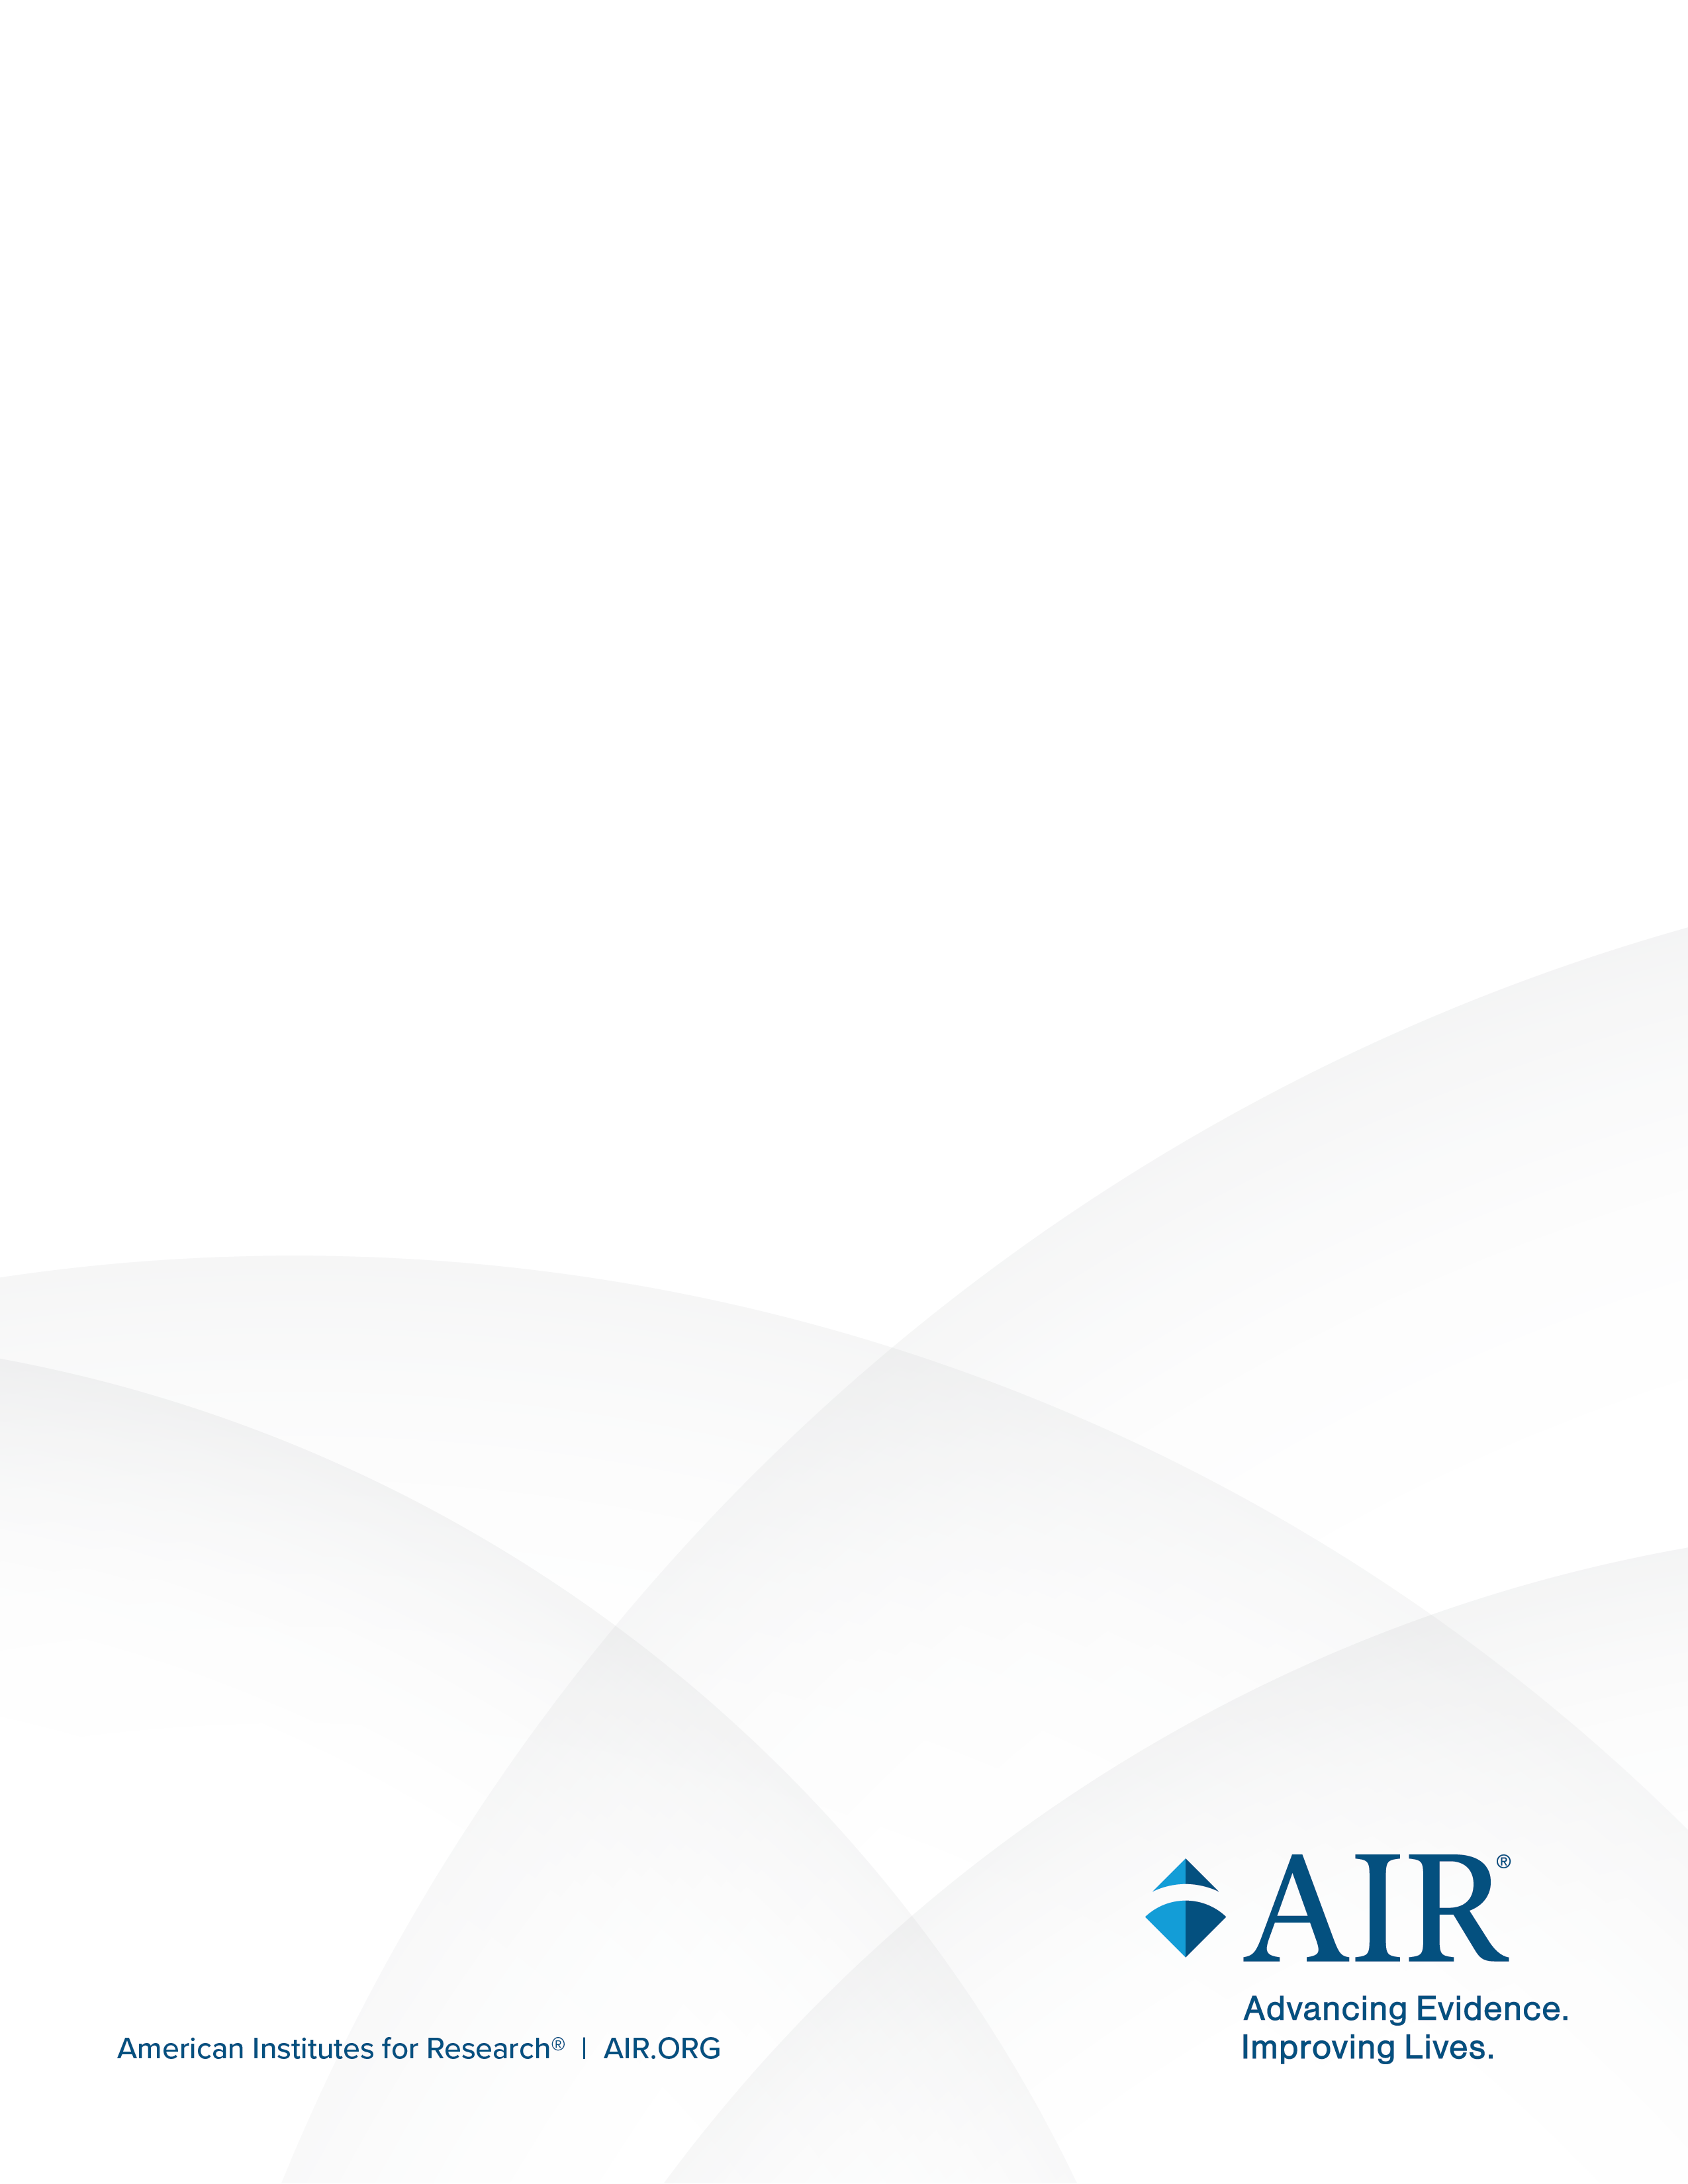 AIR®
Advancing Evidence.
Improving Lives.
American Institutes for Research® | AIR.ORG